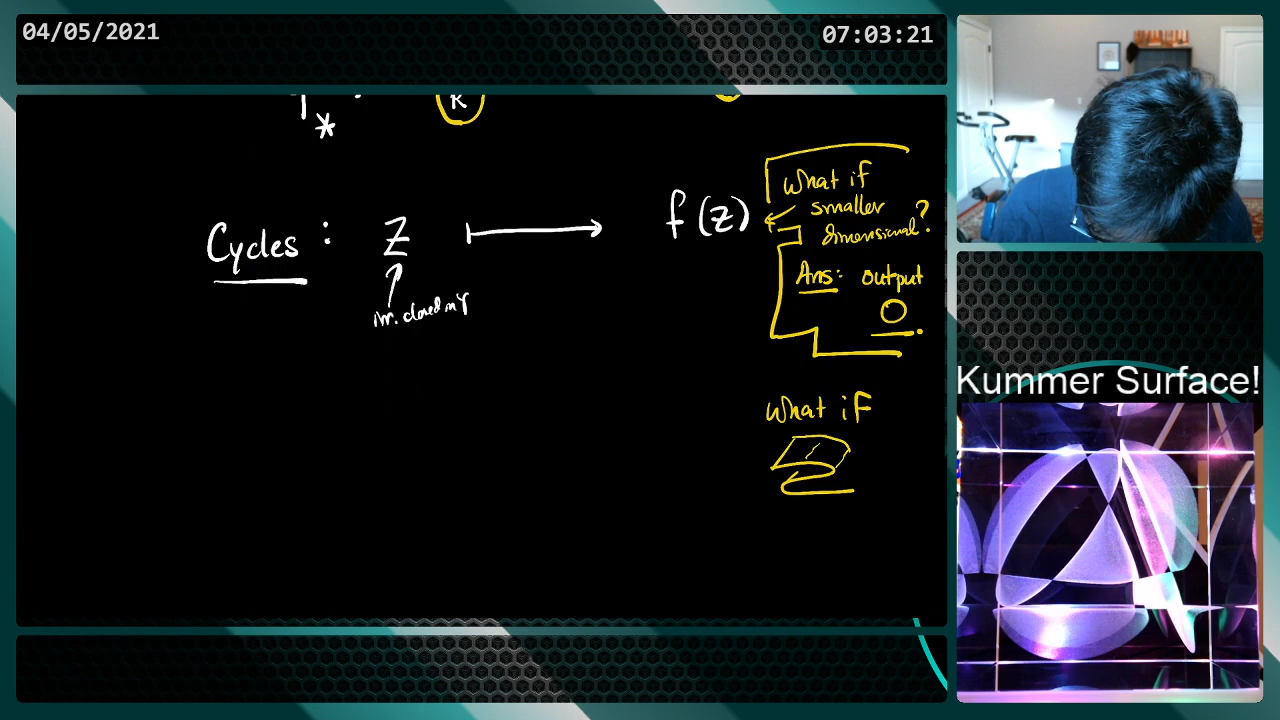 04/05/2021
07:03:21
*
R
Cycles : Z f(z)
irr. closed
What if
smaller
dimensional?
Ans: output
0.
What if
Kummer Surface!